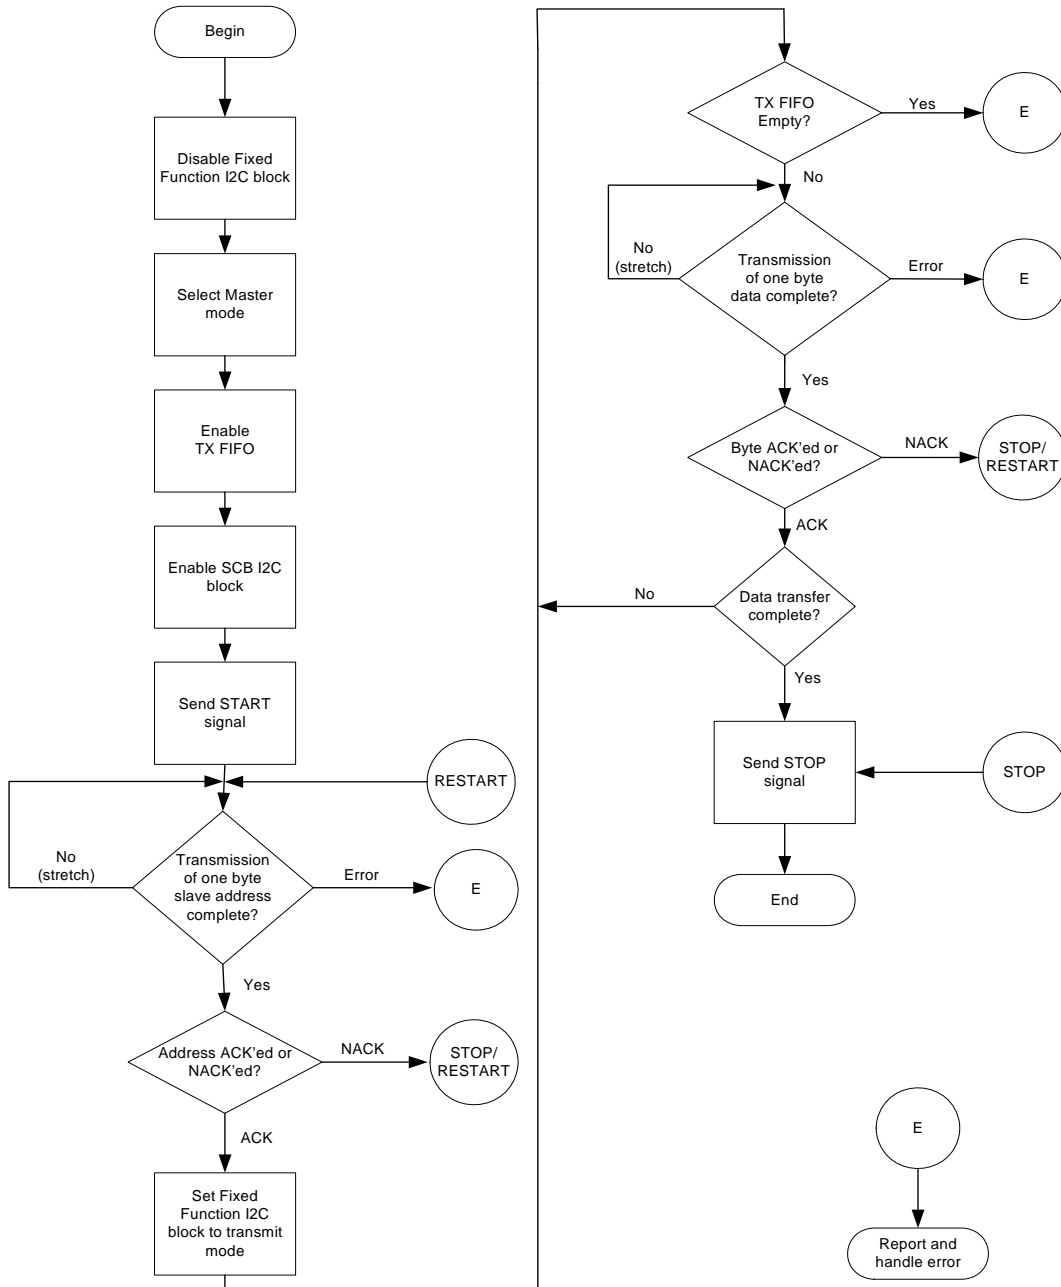 Begin
Disable Fixed
Function I2C block
Select Master
mode
Enable
TX FIFO
Enable SCB I2C
block
Send START
signal
RESTART
No
(stretch)
Transmission
of one byte
slave address
complete?
Error
E
Yes
Address ACK'ed or
NACK'ed?
NACK
STOP/
RESTART
ACK
Set Fixed
Function I2C
block to transmit
mode
TX FIFO
Empty?
Yes
E
No
No
(stretch)
Transmission
of one byte
data complete?
Error
E
Yes
Byte ACK'ed or
NACK'ed?
NACK
STOP/
RESTART
ACK
No
Data transfer
complete?
Yes
Send STOP
signal
STOP
End
E
Report and
handle error